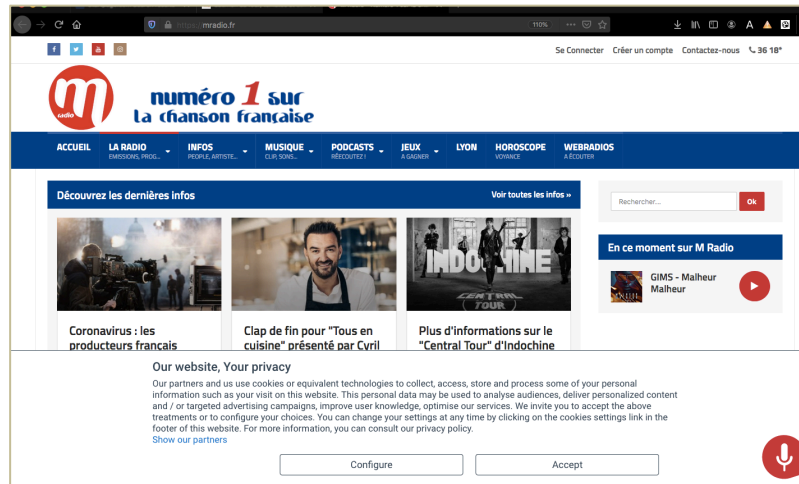 https://mradio.fr
110%
Se Connecter Créer un compte Contactez-nous 36 18*
m
radio
numéro 1 sur
la chanson française
ACCUEIL LA RADIO INFOS MUSIQUE PODCASTS JEUX LYON HOROSCOPE WEBRADIOS
EMISSIONS, PROG... PEOPLE, ARTISTE... CLIP, SONS... RÉECOUTEZ ! A GAGNER VOYANCE A ÉCOUTER
Découvrez les dernières infos Voir toutes les infos »
Rechercher... Ok
En ce moment sur M Radio
GIMS - Malheur
Malheur
INDOCHINE
CENTRAL
TOUR
Coronavirus : les
producteurs français
Clap de fin pour "Tous en
cuisine" présenté par Cyril
Plus d'informations sur le
"Central Tour" d'Indochine
Our website, Your privacy
Our partners and us use cookies or equivalent technologies to collect, access, store and process some of your personal
information such as your visit on this website. This personal data may be used to analyse audiences, deliver personalized content
and / or targeted advertising campaigns, improve user knowledge, optimise our services. We invite you to accept the above
treatments or to configure your choices. You can change your settings at any time by clicking on the cookies settings link in the
footer of this website. For more information, you can consult our privacy policy.
Show our partners
Configure Accept